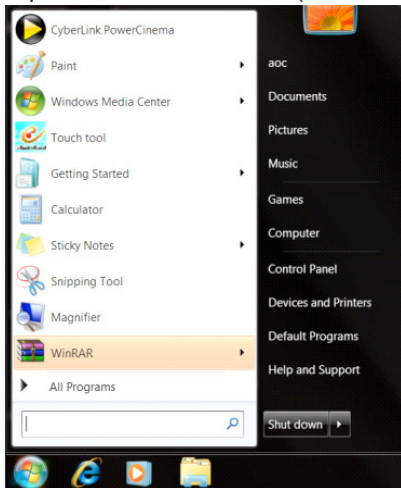 CyberLink PowerCinema
Paint
Windows Media Center
Touch tool
Getting Started
Calculator
Sticky Notes
Snipping Tool
Magnifier
WinRAR
All Programs
aoc
Documents
Pictures
Music
Games
Computer
Control Panel
Devices and Printers
Default Programs
Help and Support
Shut down